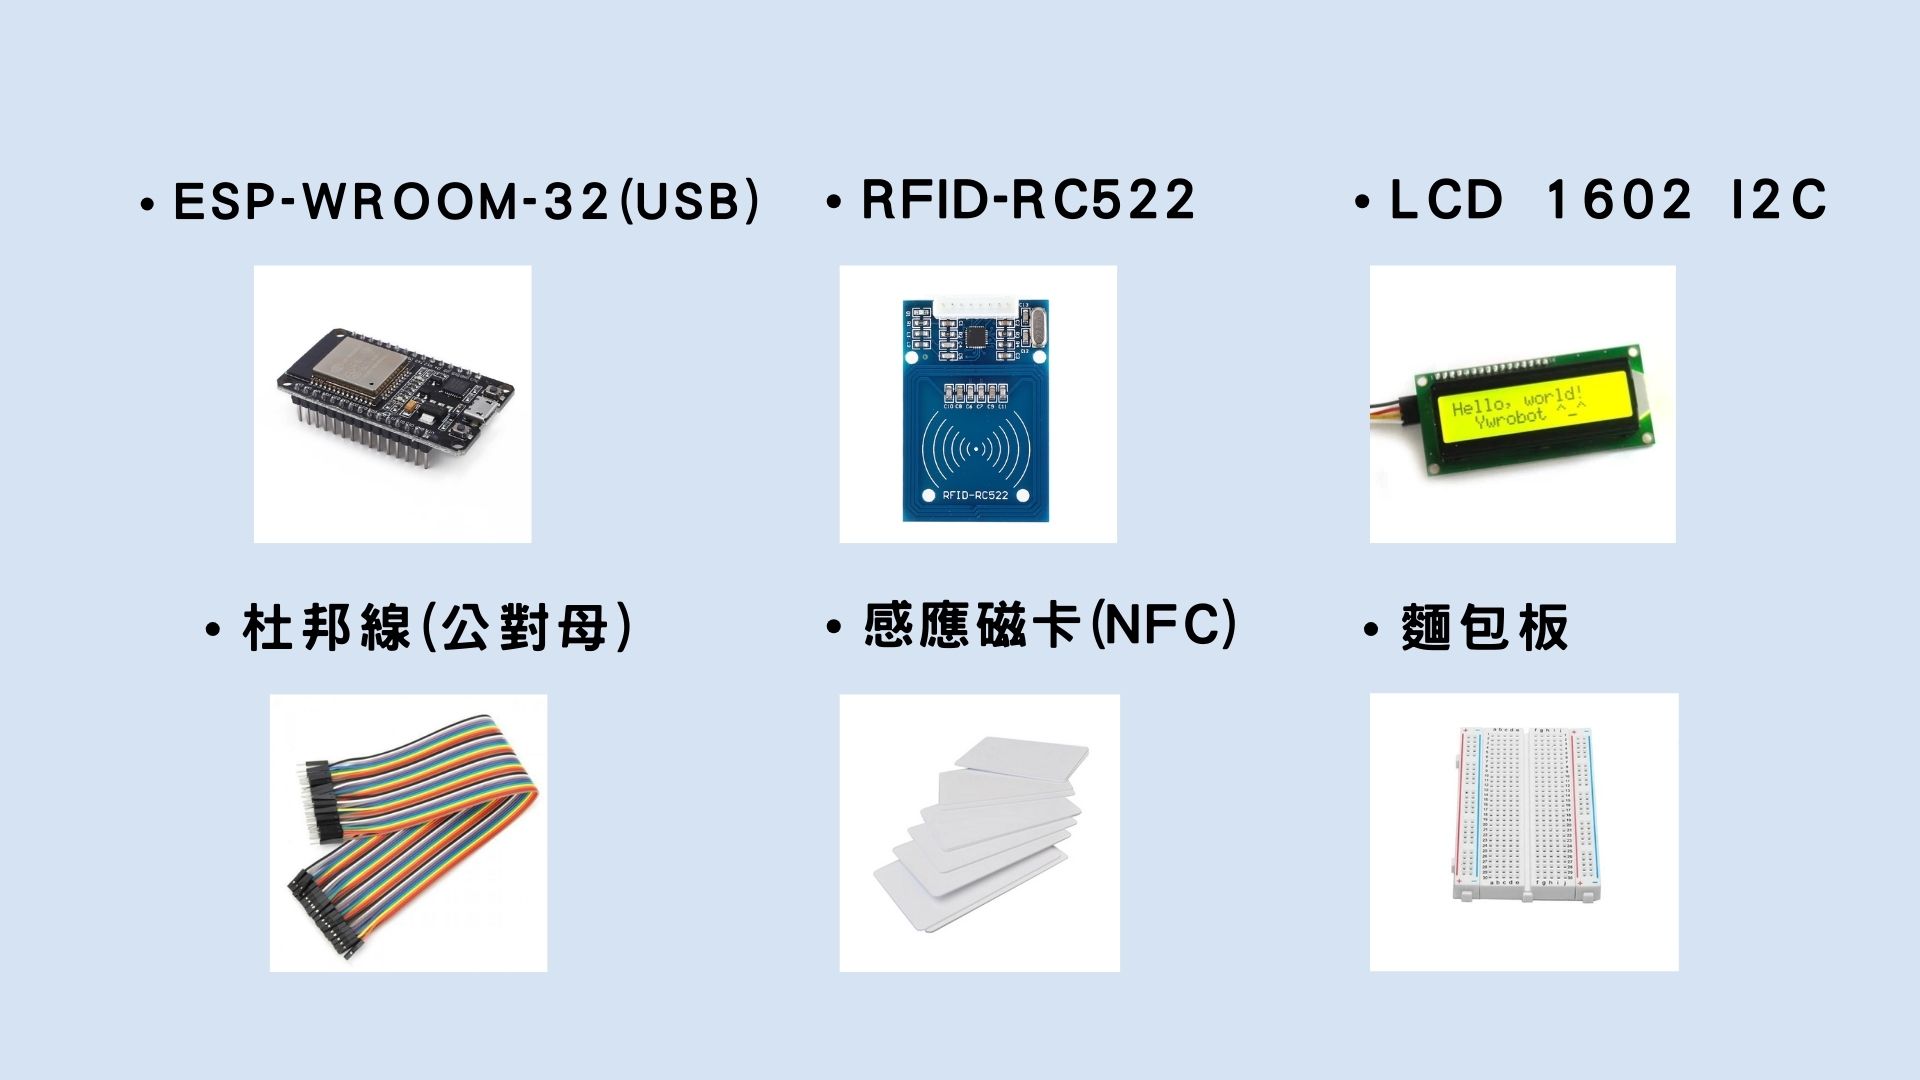 • ESP-WROOM-32(USB)
• RFID-RC522
• LCD 1602 I2C
RFID-RC522
Hello, world!
Ywrobot ^_^
• 杜邦線(公對母)
• 感應磁卡(NFC)
• 麵包板
a b c d e f g h i j
a b c d e f g h i j